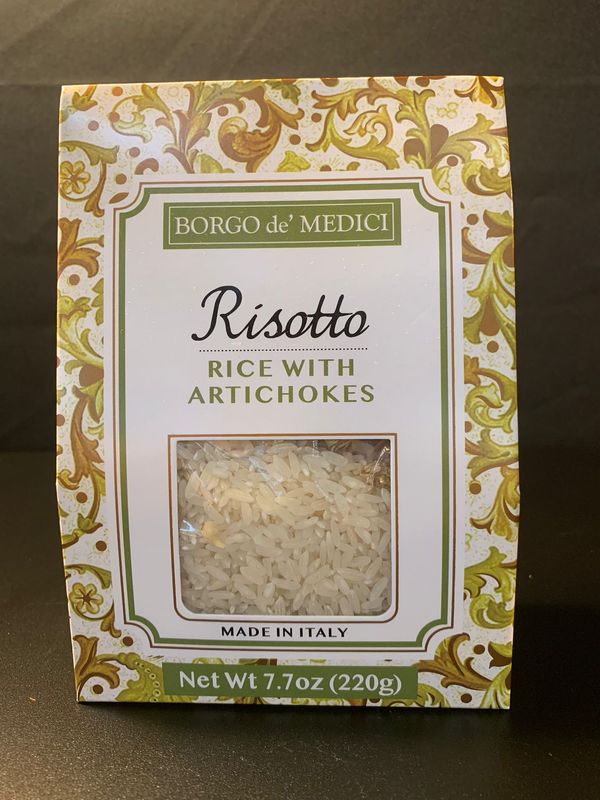 BORGO de' MEDICI
Risotto
RICE WITH
ARTICHOKES
MADE IN ITALY
Net Wt 7.7oz (220g)